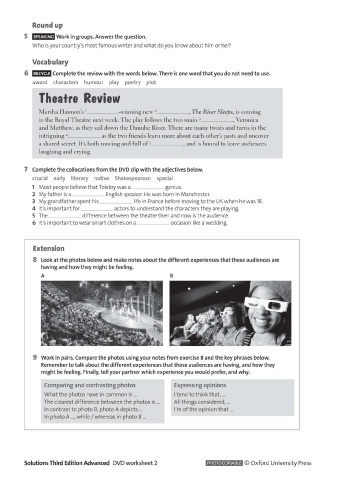 Round up
5 SPEAKING Work in groups. Answer the question.
Who is your country's most famous writer and what do you know about him or her?
Vocabulary
6 RECYCLE Complete the review with the words below. There is one word that you do not need to use.
award characters humour play poetry plot
Theatre Review
Marsha Hannon's 1____________-winning new 2____________, The River Sleeps, is coming
to the Royal Theatre next week. The play follows the two main 3____________, Veronica
and Matthew, as they sail down the Danube River. There are many twists and turns in the
intriguing 4____________ as the two friends learn more about each other's pasts and uncover
a shared secret. It's both moving and full of 5____________, and is bound to leave audiences
laughing and crying.
7 Complete the collocations from the DVD clip with the adjectives below.
crucial early literary native Shakespearean special
1 Most people believe that Tolstoy was a ____________ genius.
2 My father is a ____________ English speaker. He was born in Manchester.
3 My grandfather spent his ____________ life in France before moving to the UK when he was 18.
4 It's important for ____________ actors to understand the characters they are playing.
5 The ____________ difference between the theatre then and now is the audience.
6 It's important to wear smart clothes on a ____________ occasion like a wedding.
Extension
8 Look at the photos below and make notes about the different experiences that these audiences are
having and how they might be feeling.
A B
9 Work in pairs. Compare the photos using your notes from exercise 8 and the key phrases below.
Remember to talk about the different experiences that these audiences are having, and how they
might be feeling. Finally, tell your partner which experience you would prefer, and why.
Comparing and contrasting photos
What the photos have in common is ...
The clearest difference between the photos is ...
In contrast to photo B, photo A depicts ...
In photo A ..., while / whereas in photo B ...
Expressing opinions
I tend to think that, ...
All things considered, ...
I'm of the opinion that ...
Solutions Third Edition Advanced DVD worksheet 2
PHOTOCOPIABLE © Oxford University Press